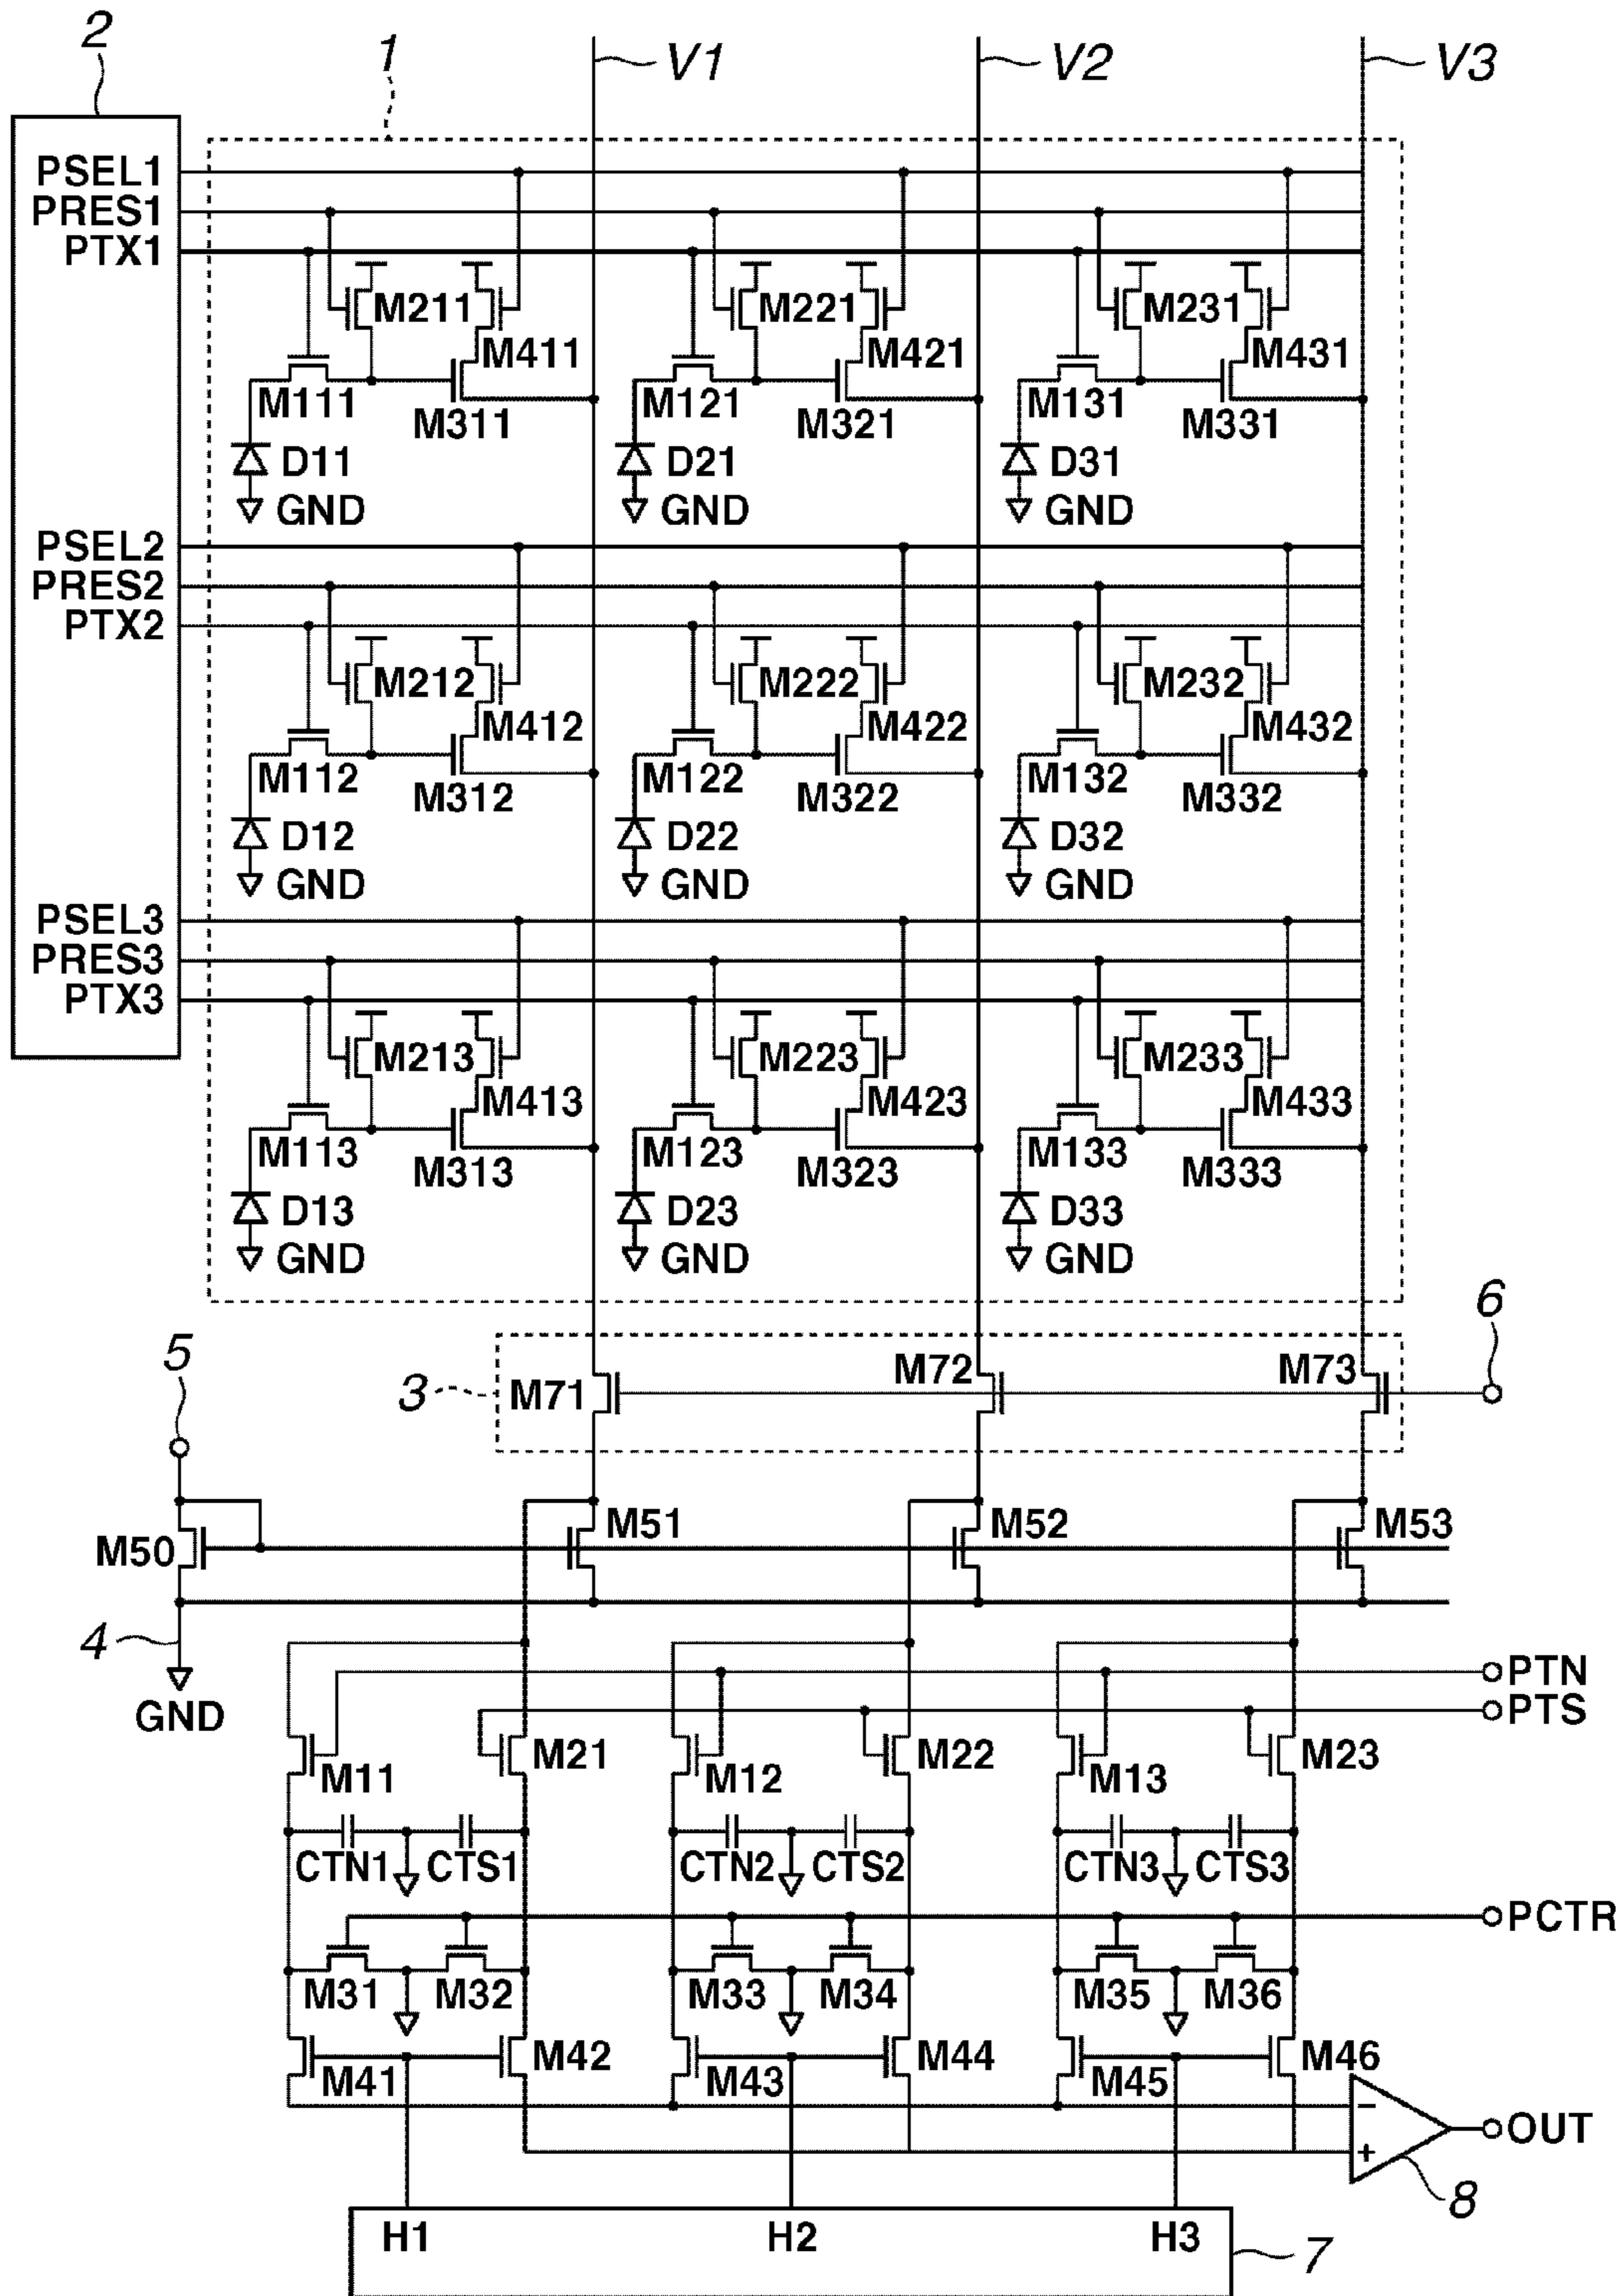 2
1
V1
V2
V3
PSEL1
PRES1
PTX1
M211
M221
M231
M411
M421
M431
M111
M121
M131
M311
M321
M331
D11
D21
D31
GND
GND
GND
PSEL2
PRES2
PTX2
M212
M222
M232
M412
M422
M432
M112
M122
M132
M312
M322
M332
D12
D22
D32
GND
GND
GND
PSEL3
PRES3
PTX3
M213
M223
M233
M413
M423
M433
M113
M123
M133
M313
M323
M333
D13
D23
D33
GND
GND
GND
6
5
3
M71
M72
M73
M50
M51
M52
M53
4
GND
PTN
PTS
M11
M21
M12
M22
M13
M23
CTN1
CTS1
CTN2
CTS2
CTN3
CTS3
PCTR
M31
M32
M33
M34
M35
M36
M41
M42
M43
M44
M45
M46
−
+
OUT
8
H1
H2
H3
7